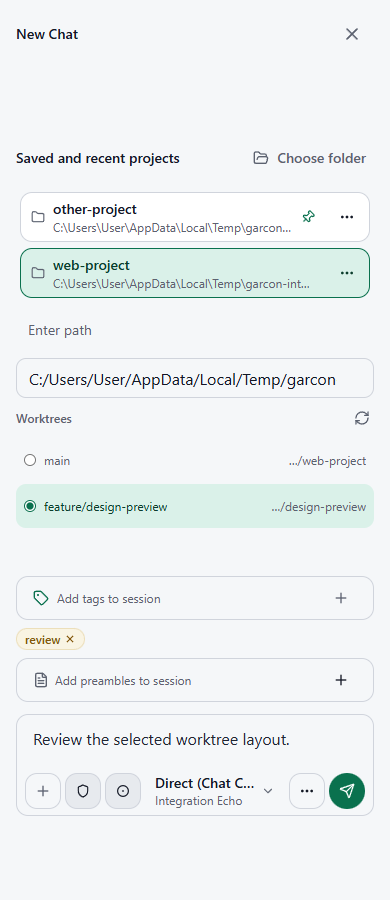 New Chat
Saved and recent projects
Choose folder
other-project
C:\Users\User\AppData\Local\Temp\garcon...
web-project
C:\Users\User\AppData\Local\Temp\garcon-int...
Enter path
C:/Users/User/AppData/Local/Temp/garcon
Worktrees
main
.../web-project
feature/design-preview
.../design-preview
Add tags to session
review
Add preambles to session
Review the selected worktree layout.
Direct (Chat C...
Integration Echo